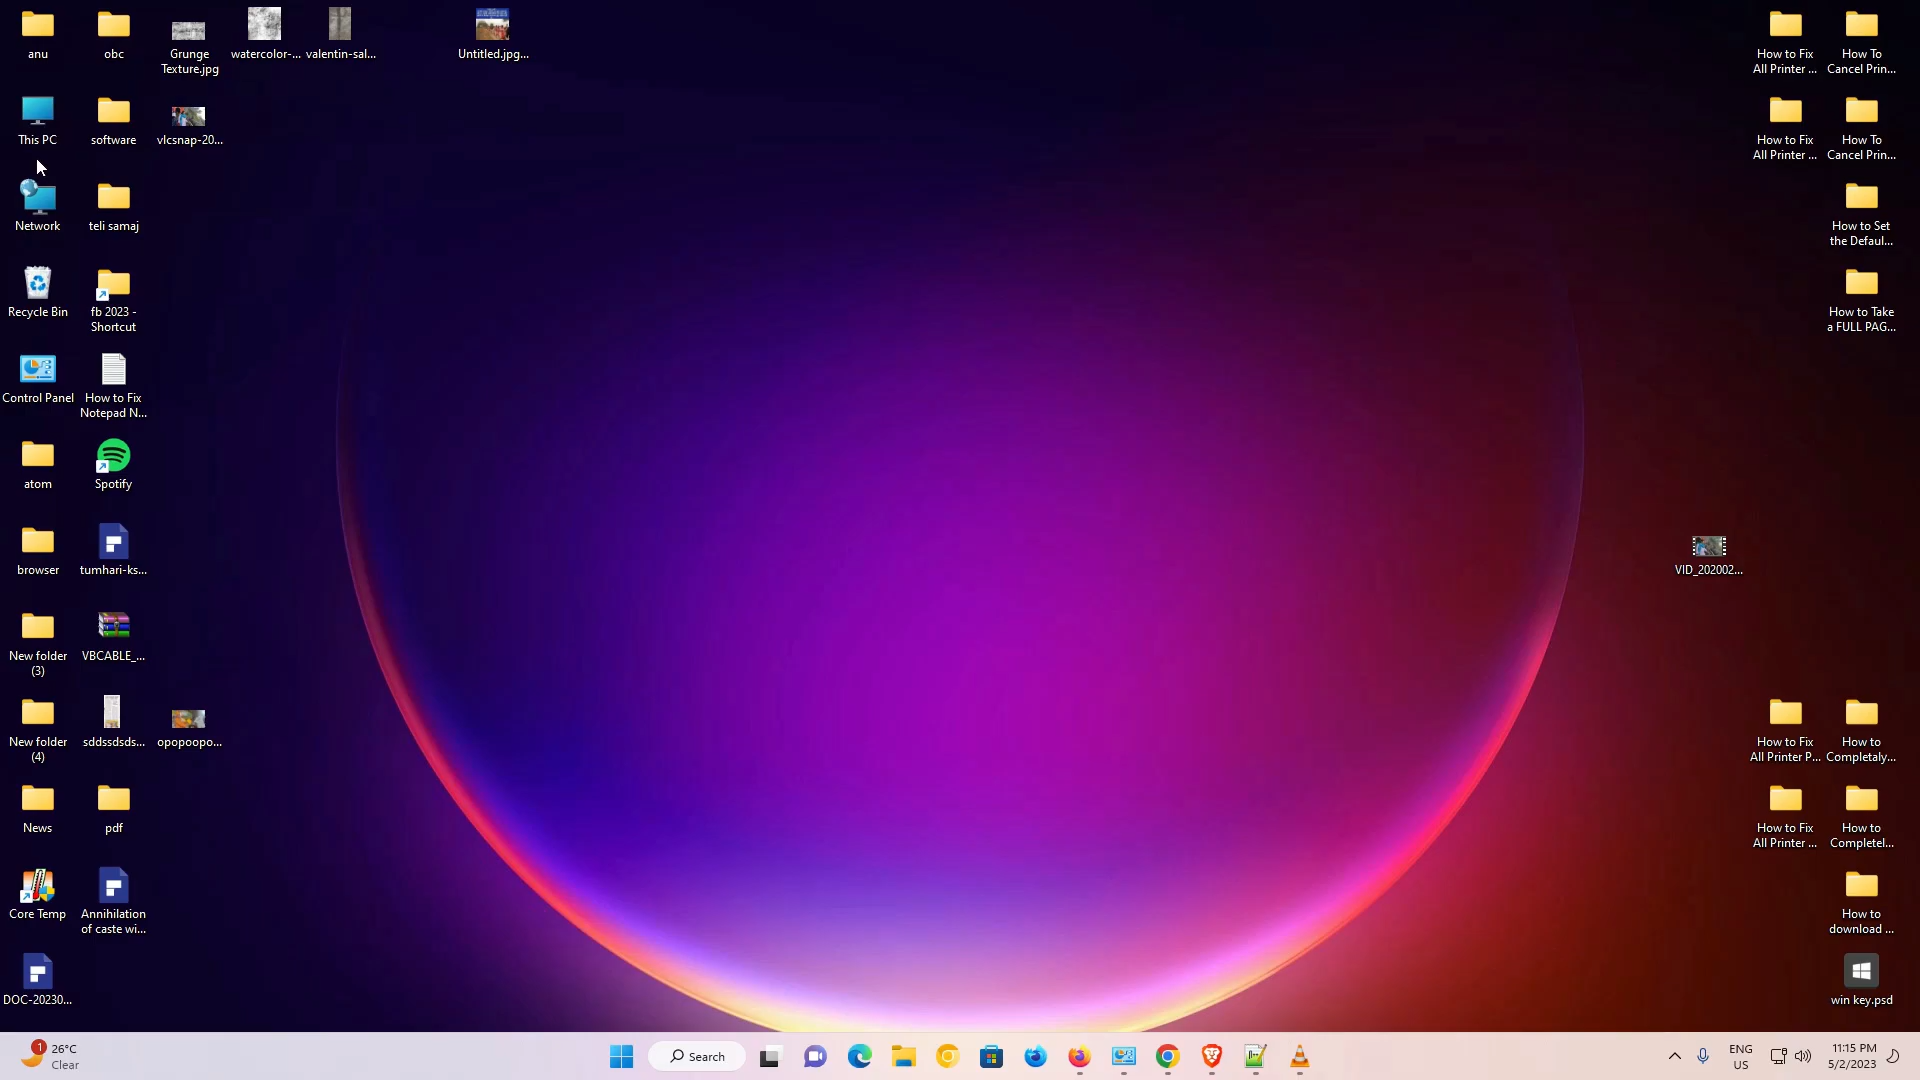 anu
obc
Grunge
Texture.jpg
watercolor-...
valentin-sal...
Untitled.jpg...
How to Fix
All Printer ...
How To
Cancel Prin...
This PC
software
vlcsnap-20...
How to Fix
All Printer ...
How To
Cancel Prin...
Network
teli samaj
How to Set
the Defaul...
Recycle Bin
fb 2023 -
Shortcut
How to Take
a FULL PAG...
Control Panel
How to Fix
Notepad N...
atom
Spotify
browser
tumhari-ks...
VID_202002...
New folder
(3)
VBCABLE_...
New folder
(4)
sddssdsds...
opopoopo...
How to Fix
All Printer P...
How to
Completaly...
News
pdf
How to Fix
All Printer ...
How to
Completel...
Core Temp
Annihilation
of caste wi...
How to
download ...
DOC-20230...
win key.psd
1
26°C
Clear
Search
ENG
US
11:15 PM
5/2/2023